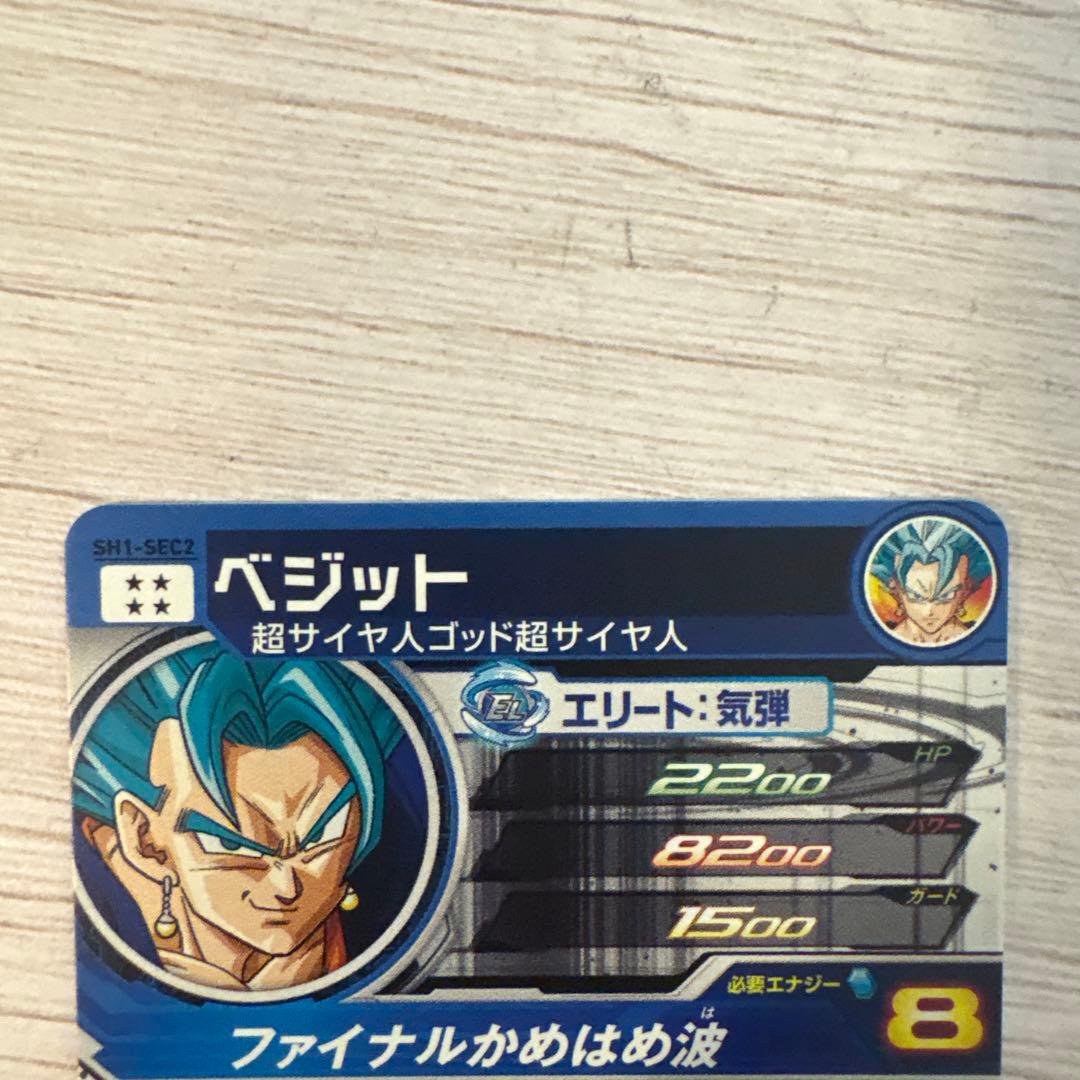 SH1-SEC2
★★
★★
ベジット
超サイヤ人ゴッド超サイヤ人
EL
エリート:気弾
HP
2200
パワー
8200
ガード
1500
必要エナジー
8
は
ファイナルかめはめ波